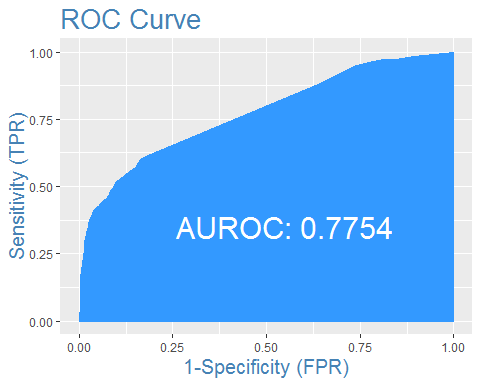 ROC Curve
1.00
0.75
0.50
0.25
0.00
Sensitivity (TPR)
AUROC: 0.7754
0.00 0.25 0.50 0.75 1.00
1-Specificity (FPR)